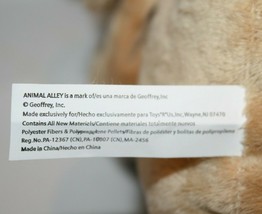 ANIMAL ALLEY is a mark of/es una marca de Geoffrey, Inc
© Geoffrey, Inc.
Made exclusively for/Hecho exclusivamente para Toys"R"Us, Inc, Wayne, NJ 07470
Contains All New Materials/Contiene materiales totalmente nuevos
Polyester Fibers & Polypropylene Pellets/Fibras de poliéster y bolitas de polipropileno
Reg. No. PA-12367 (CN), PA- (CN), MA-2456
Made in China/Hecho en China